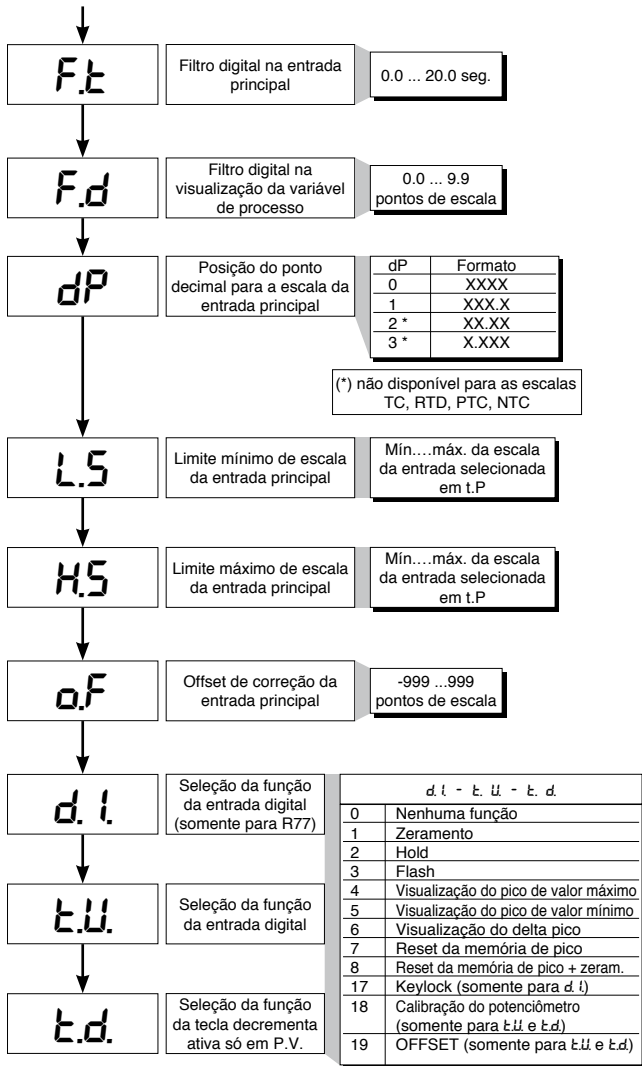 F.t
Filtro digital na entrada
principal
0.0 ... 20.0 seg.
F.d
Filtro digital na
visualização da variável
de processo
0.0 ... 9.9
pontos de escala
dP
Posição do ponto
decimal para a escala da
entrada principal
dP Formato
0 XXXX
1 XXX.X
2 * XX.XX
3 * X.XXX
(*) não disponível para as escalas
TC, RTD, PTC, NTC
L.S
Limite mínimo de escala
da entrada principal
Mín....máx. da escala
da entrada selecionada
em t.P
H.S
Limite máximo de escala
da entrada principal
Mín....máx. da escala
da entrada selecionada
em t.P
o.F
Offset de correção da
entrada principal
-999 ...999
pontos de escala
d.I.
Seleção da função
da entrada digital
(somente para R77)
t.U.
Seleção da função
da entrada digital
t.d.
Seleção da função
da tecla decrementa
ativa só em P.V.
d.I. - t.U. - t.d.
0 Nenhuma função
1 Zeramento
2 Hold
3 Flash
4 Visualização do pico de valor máximo
5 Visualização do pico de valor mínimo
6 Visualização do delta pico
7 Reset da memória de pico
8 Reset da memória de pico + zeram.
17 Keylock (somente para d.I.)
18 Calibração do potenciômetro
(somente para t.U. e t.d.)
19 OFFSET (somente para t.U. e t.d.)